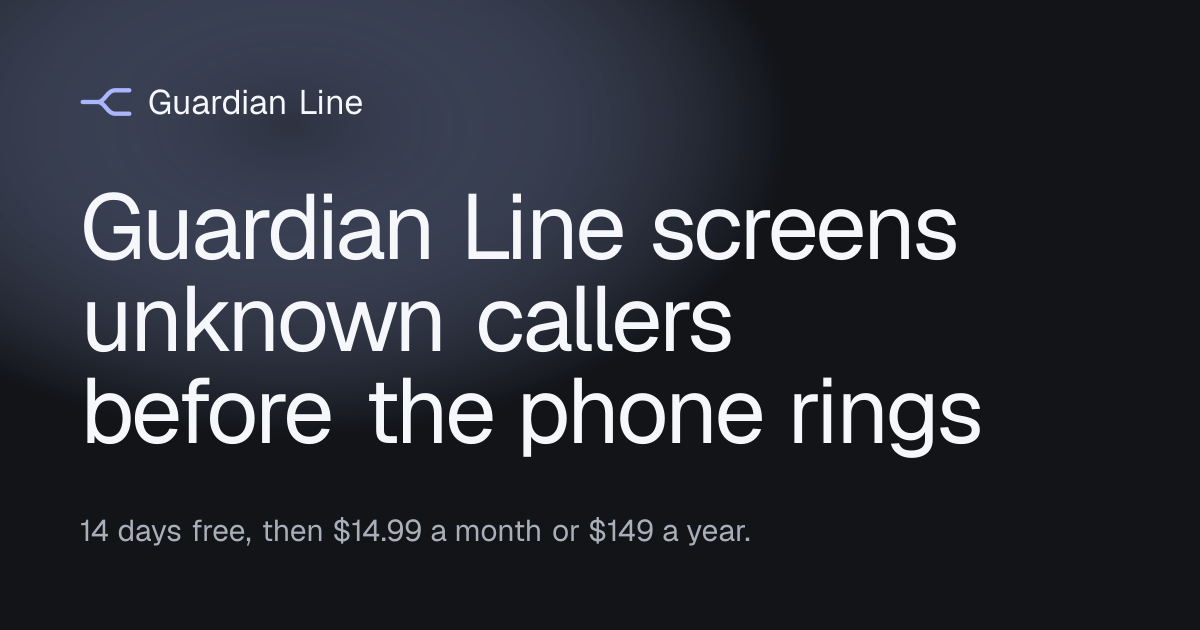 Guardian Line
Guardian Line screens
unknown callers
before the phone rings
14 days free, then $14.99 a month or $149 a year.